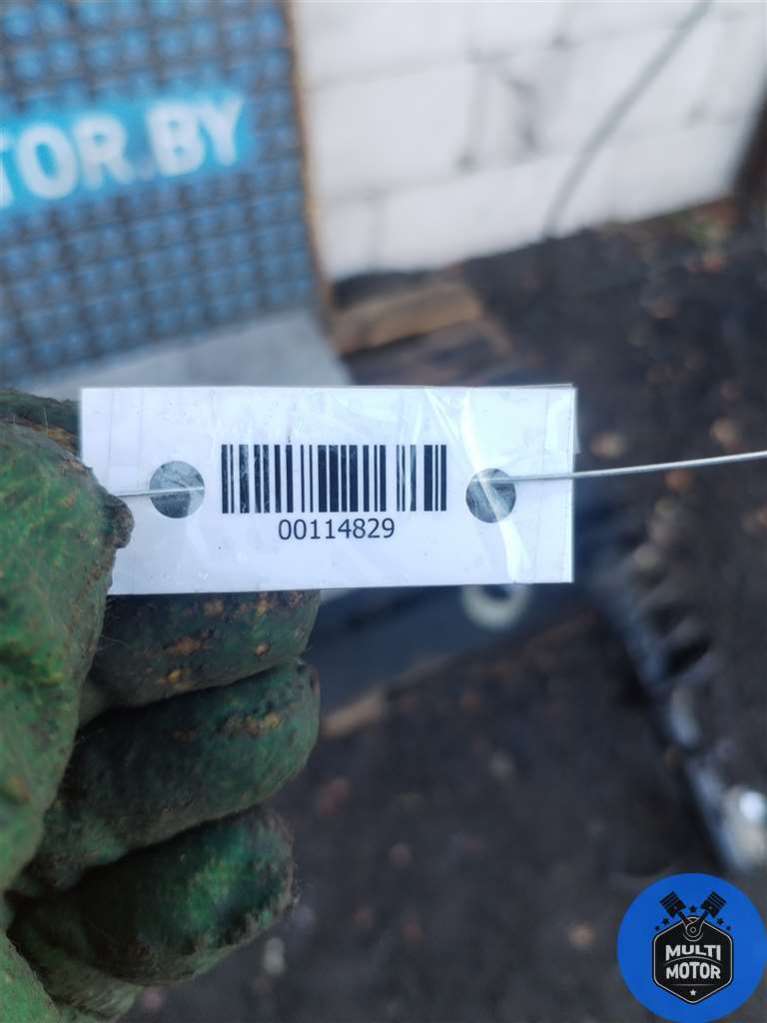 TOR.BY
00114829
MULTI
MOTOR